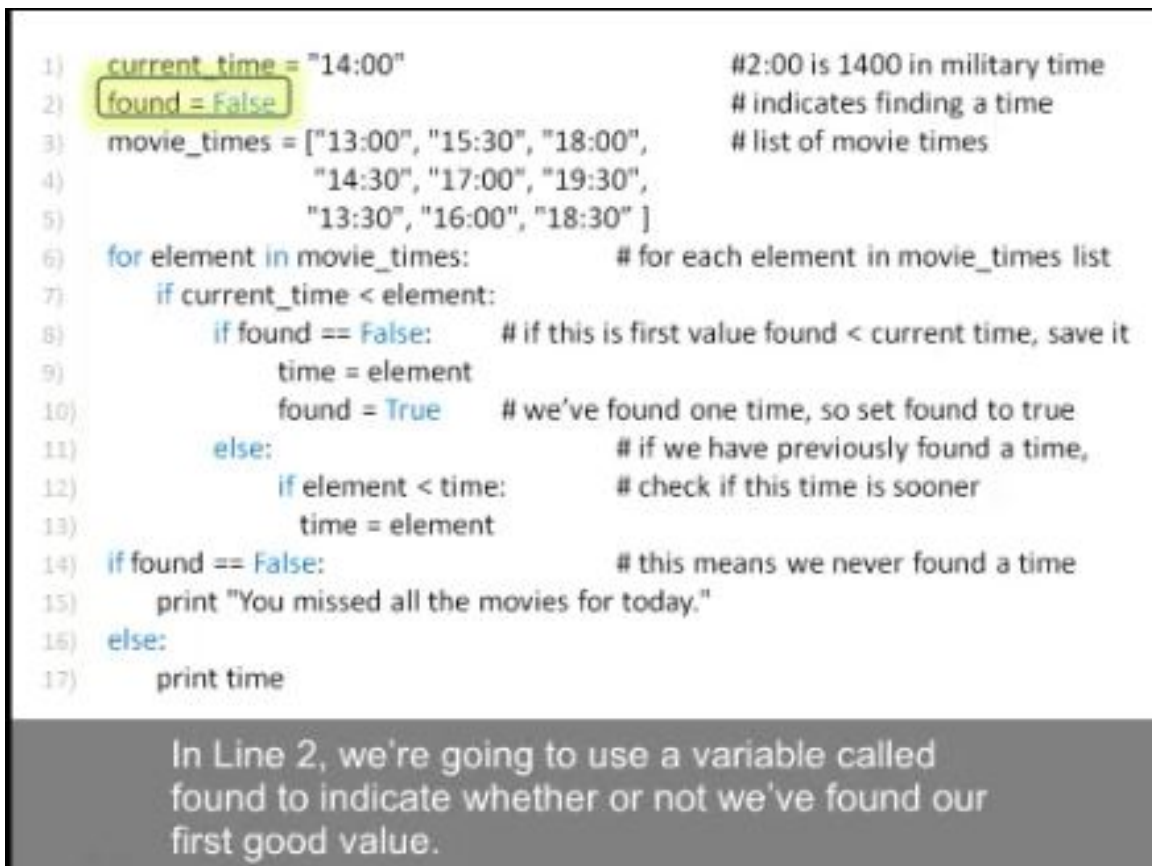 1) current_time = "14:00" #2:00 is 1400 in military time
2) found = False # indicates finding a time
3) movie_times = ["13:00", "15:30", "18:00", # list of movie times
4) "14:30", "17:00", "19:30",
5) "13:30", "16:00", "18:30" ]
6) for element in movie_times: # for each element in movie_times list
7) if current_time < element:
8) if found == False: # if this is first value found < current time, save it
9) time = element
10) found = True # we've found one time, so set found to true
11) else: # if we have previously found a time,
12) if element < time: # check if this time is sooner
13) time = element
14) if found == False: # this means we never found a time
15) print "You missed all the movies for today."
16) else:
17) print time
In Line 2, we're going to use a variable called
found to indicate whether or not we've found our
first good value.